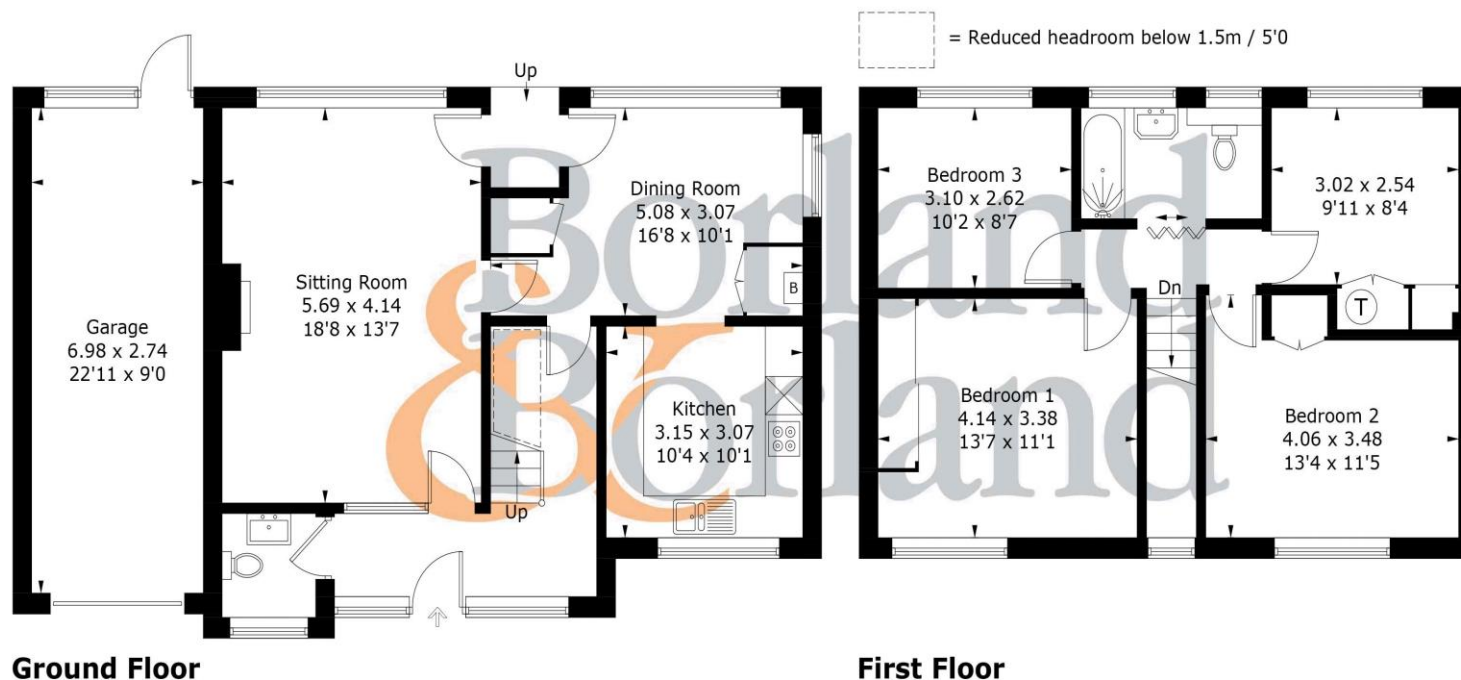 = Reduced headroom below 1.5m / 5'0
Up
Garage
6.98 x 2.74
22'11 x 9'0
Sitting Room
5.69 x 4.14
18'8 x 13'7
Dining Room
5.08 x 3.07
16'8 x 10'1
B
Kitchen
3.15 x 3.07
10'4 x 10'1
Up
Bedroom 3
3.10 x 2.62
10'2 x 8'7
3.02 x 2.54
9'11 x 8'4
Dn
T
Bedroom 1
4.14 x 3.38
13'7 x 11'1
Bedroom 2
4.06 x 3.48
13'4 x 11'5
Borland
& Borland
Ground Floor
First Floor